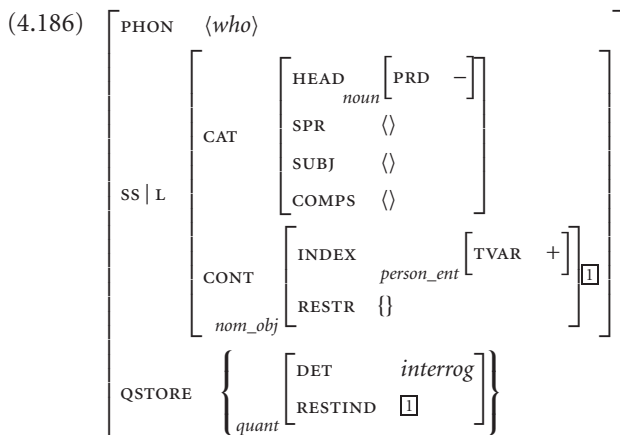 (4.186)
PHON ⟨who⟩
HEAD noun [PRD −]
CAT SPR ⟨⟩
SUBJ ⟨⟩
SS | L COMPS ⟨⟩
INDEX person_ent [TVAR +]
CONT nom_obj 1
RESTR {}
DET interrog
QSTORE { quant }
RESTIND 1